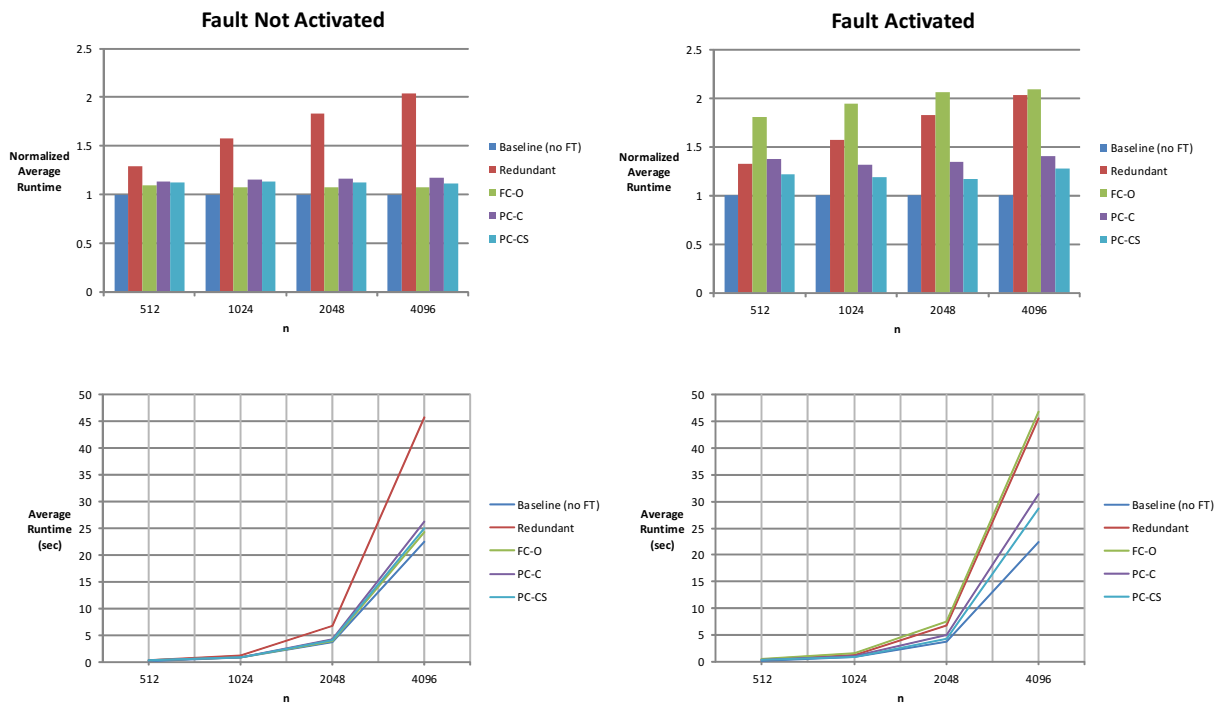 Fault Not Activated
2.5
2
1.5
1
0.5
0
Normalized
Average
Runtime
512 1024 2048 4096
n
Baseline (no FT)
Redundant
FC-O
PC-C
PC-CS
Fault Activated
2.5
2
1.5
1
0.5
0
Normalized
Average
Runtime
512 1024 2048 4096
n
Baseline (no FT)
Redundant
FC-O
PC-C
PC-CS
50
45
40
35
30
25
20
15
10
5
0
Average
Runtime
(sec)
512 1024 2048 4096
n
Baseline (no FT)
Redundant
FC-O
PC-C
PC-CS
50
45
40
35
30
25
20
15
10
5
0
Average
Runtime
(sec)
512 1024 2048 4096
n
Baseline (no FT)
Redundant
FC-O
PC-C
PC-CS